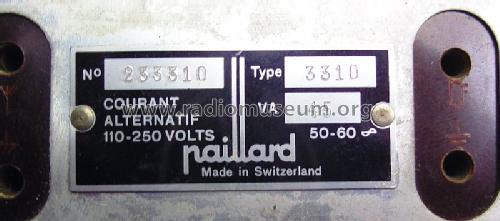 No 233310 Type 3310
COURANT
ALTERNATIF
110-250 VOLTS
VA 45
50-60 ∞
paillard
Made in Switzerland
www.radiomuseum.org